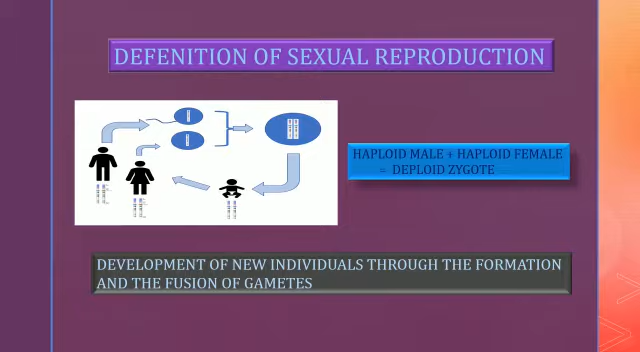 DEFENITION OF SEXUAL REPRODUCTION
HAPLOID MALE + HAPLOID FEMALE
= DEPLOID ZYGOTE
DEVELOPMENT OF NEW INDIVIDUALS THROUGH THE FORMATION
AND THE FUSION OF GAMETES